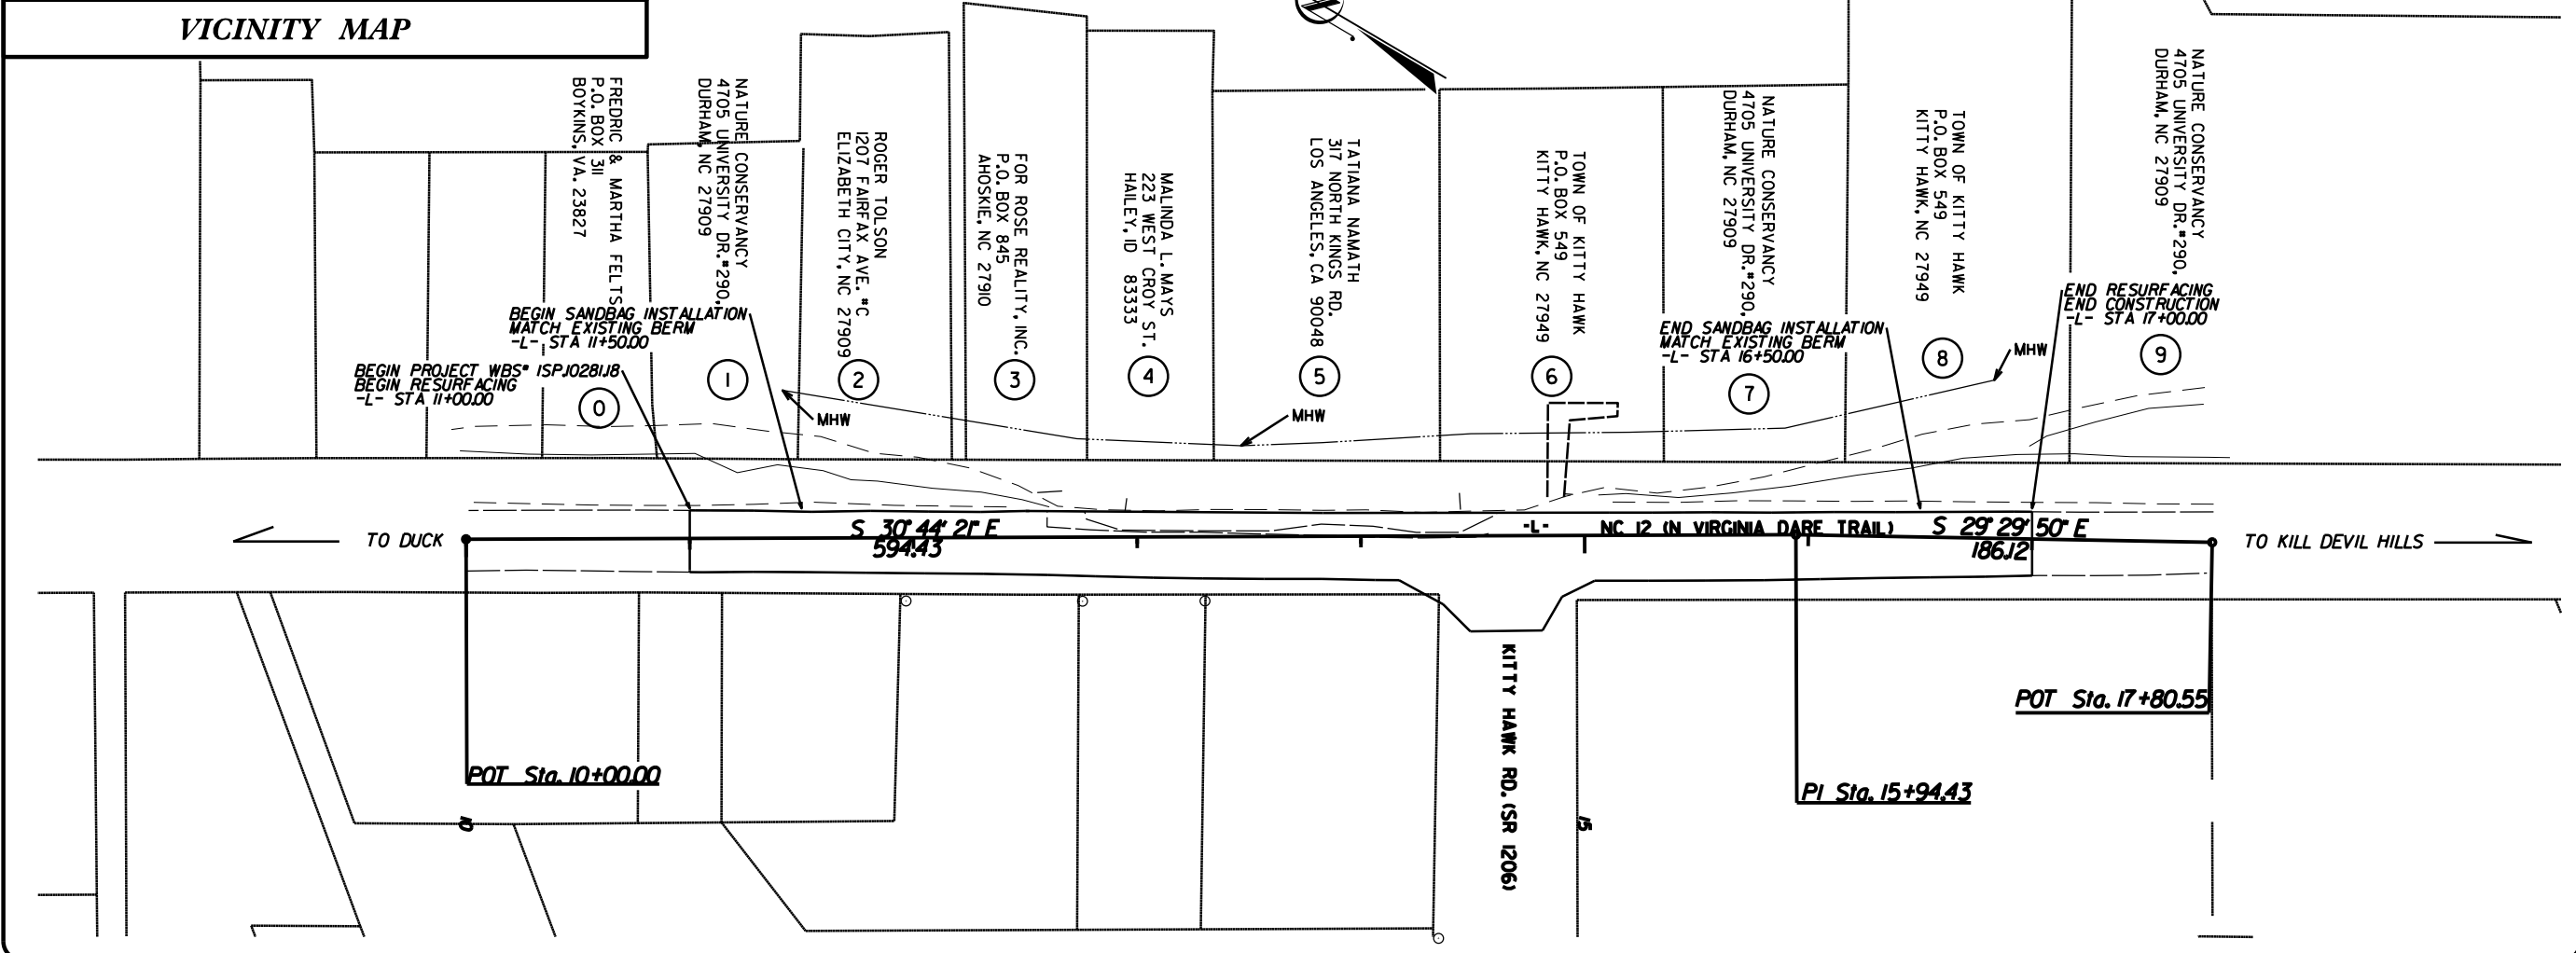 VICINITY MAP
FREDRIC & MARTHA FELTS
P.O. BOX 311
BOYKINS, VA. 23827
NATURE CONSERVANCY
4705 UNIVERSITY DR.#290,
DURHAM, NC 27909
ROGER TOLSON
1207 FAIRFAX AVE. #C
ELIZABETH CITY, NC 27909
FOR ROSE REALITY, INC.
P.O. BOX 845
AHOSKIE, NC 27910
MALINDA L. MAYS
223 WEST CROY ST.
HAILEY, ID 83333
TATIANA NAMATH
317 NORTH KINGS RD.
LOS ANGELES, CA 90048
TOWN OF KITTY HAWK
P.O. BOX 549
KITTY HAWK, NC 27949
NATURE CONSERVANCY
4705 UNIVERSITY DR.#290,
DURHAM, NC 27909
TOWN OF KITTY HAWK
P.O. BOX 549
KITTY HAWK, NC 27949
NATURE CONSERVANCY
4705 UNIVERSITY DR.#290,
DURHAM, NC 27909
BEGIN SANDBAG INSTALLATION
MATCH EXISTING BERM
-L- STA 11+50.00
BEGIN PROJECT WBS# 1SP.10281.18
BEGIN RESURFACING
-L- STA 11+00.00
END SANDBAG INSTALLATION
MATCH EXISTING BERM
-L- STA 16+50.00
END RESURFACING
END CONSTRUCTION
-L- STA 17+00.00
0
1
2
3
4
5
6
7
8
9
MHW
MHW
MHW
TO DUCK
S 30° 44' 21" E
594.43
-L-
NC 12 (N VIRGINIA DARE TRAIL)
S 29° 29' 50" E
186.12
TO KILL DEVIL HILLS
KITTY HAWK RD. (SR 1206)
POT Sta. 10+00.00
PI Sta. 15+94.43
POT Sta. 17+80.55
10
15